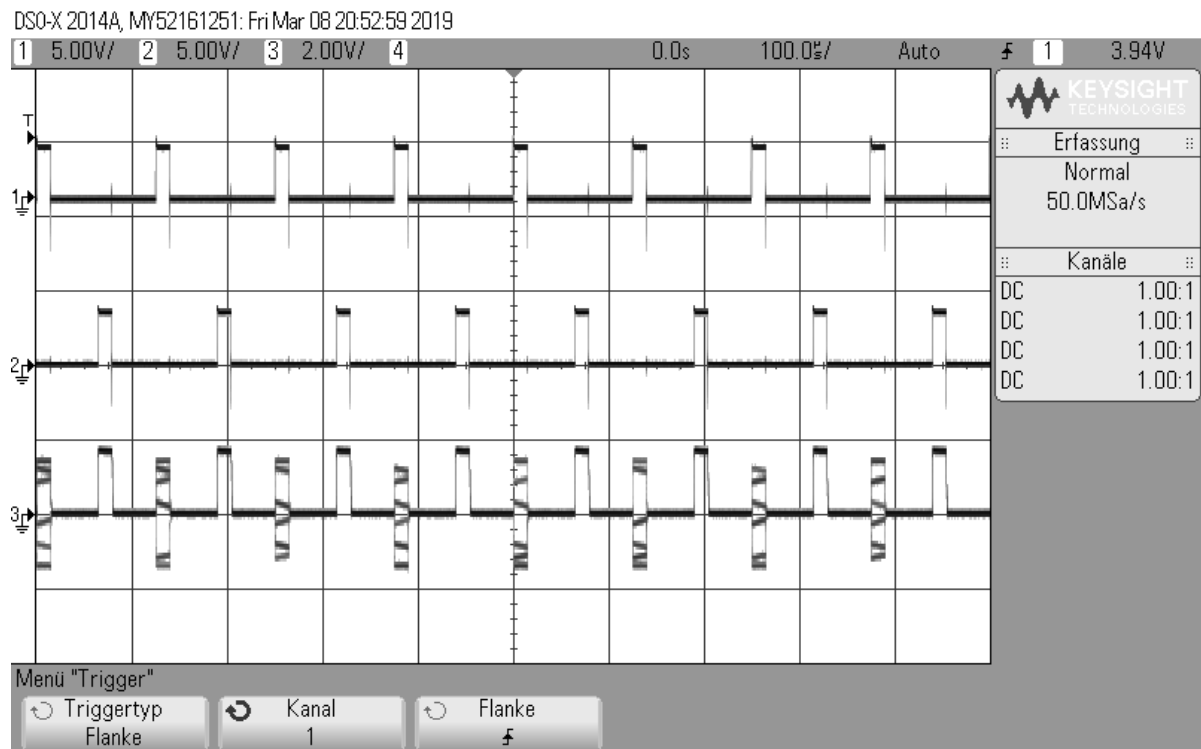 DSO-X 2014A, MY52161251: Fri Mar 08 20:52:59 2019
1 5.00V/ 2 5.00V/ 3 2.00V/ 4 0.0s 100.0µs/ Auto 1 3.94V
KEYSIGHT
TECHNOLOGIES
Erfassung
Normal
50.0MSa/s
Kanäle
DC 1.00:1
DC 1.00:1
DC 1.00:1
DC 1.00:1
T
1
2
3
Menü "Trigger"
Triggertyp Kanal Flanke
Flanke 1